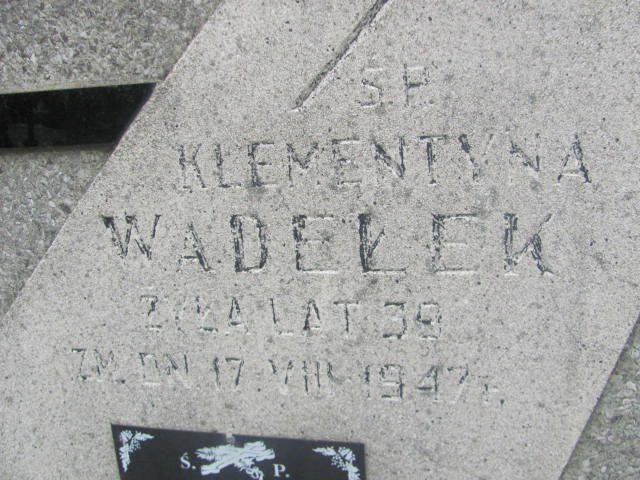 Ś.P.
KLEMENTYNA
WADEŁEK
ŻYŁA LAT 39
ZM. DN. 17. VIII. 1947 r.
Ś. P.